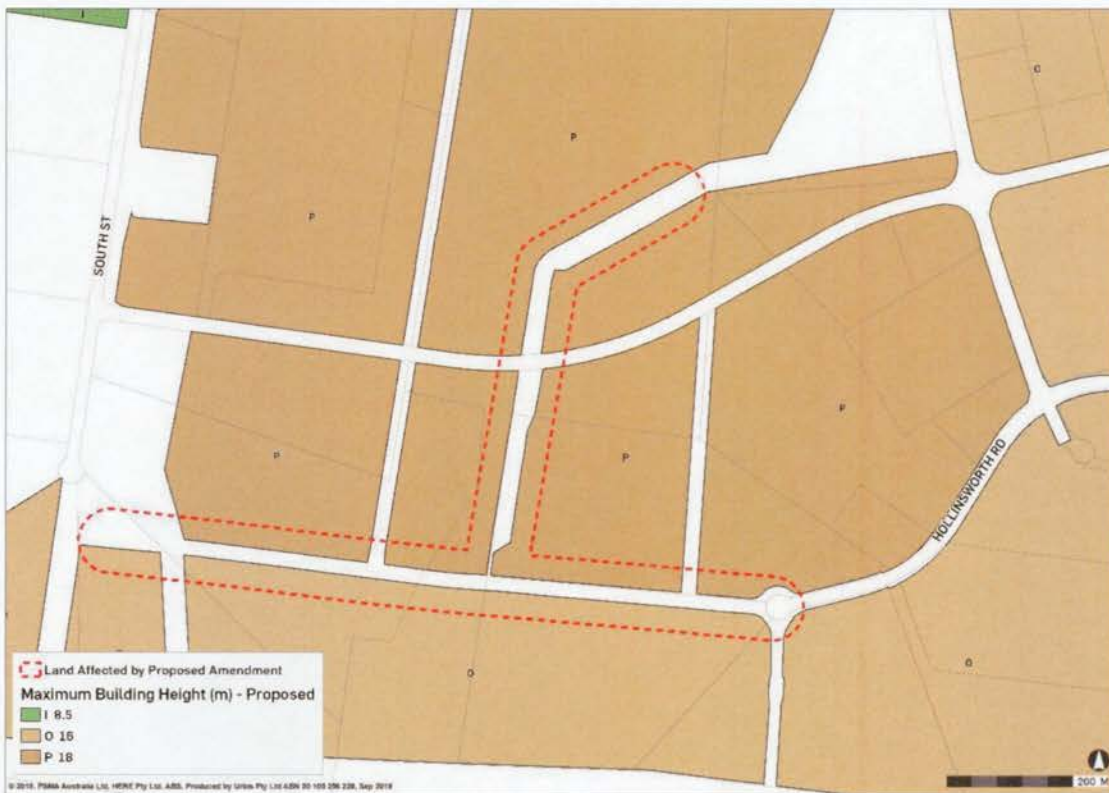 I
O
P
P
SOUTH ST
P
P
P
HOLLINSWORTH RD
O
O
Land Affected by Proposed Amendment
Maximum Building Height (m) - Proposed
I 8.5
O 16
P 18
200 M